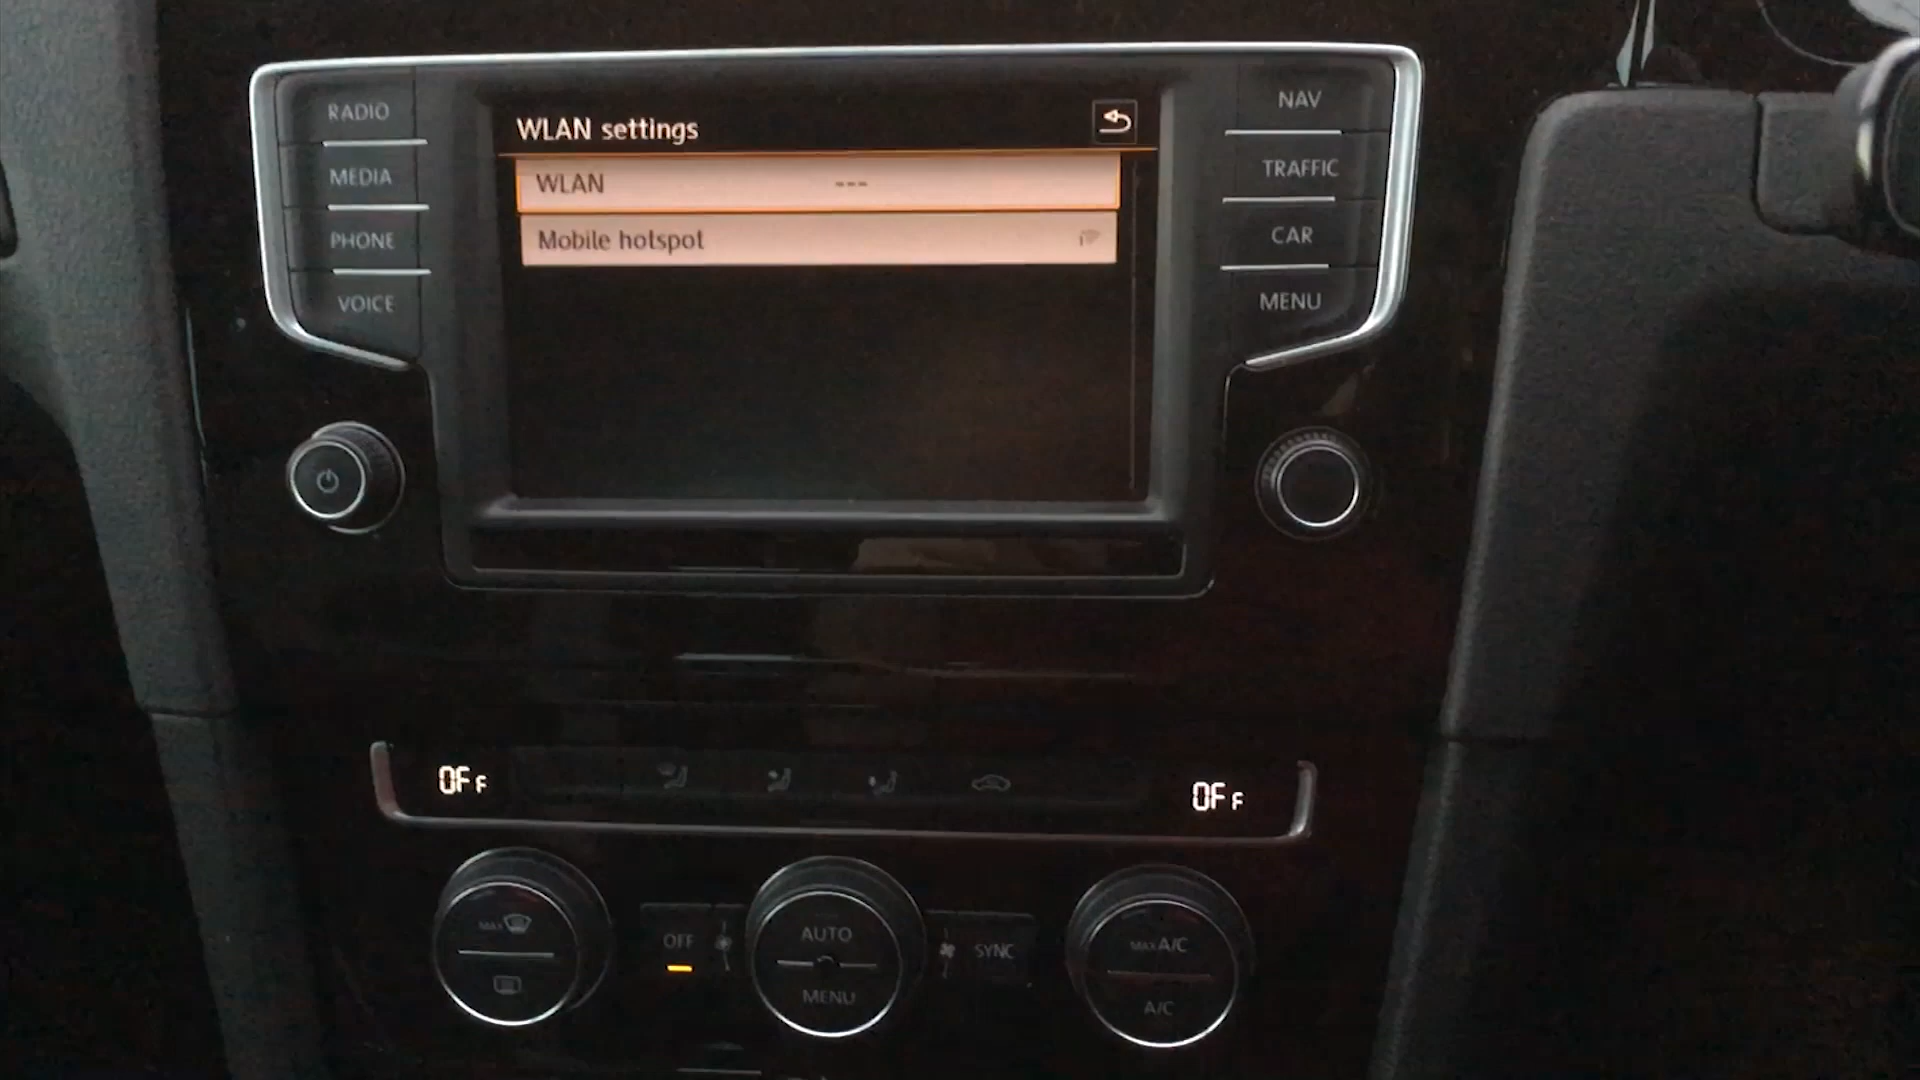 RADIO
MEDIA
PHONE
VOICE
WLAN settings
WLAN ---
Mobile hotspot
NAV
TRAFFIC
CAR
MENU
OFF
OFF
MAX
OFF
AUTO
MENU
SYNC
MAX A/C
A/C